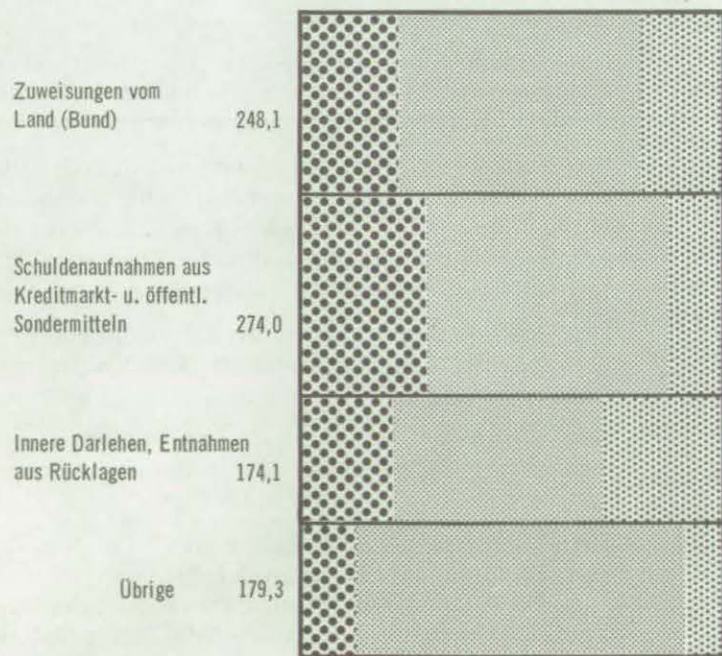 Zuweisungen vom
Land (Bund) 248,1
Schuldenaufnahmen aus
Kreditmarkt- u. öffentl.
Sondermitteln 274,0
Innere Darlehen, Entnahmen
aus Rücklagen 174,1
Übrige 179,3